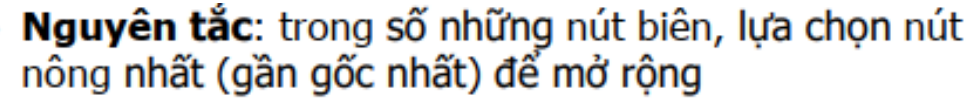 Nguyên tắc: trong số những nút biên, lựa chọn nút
nông nhất (gần gốc nhất) để mở rộng